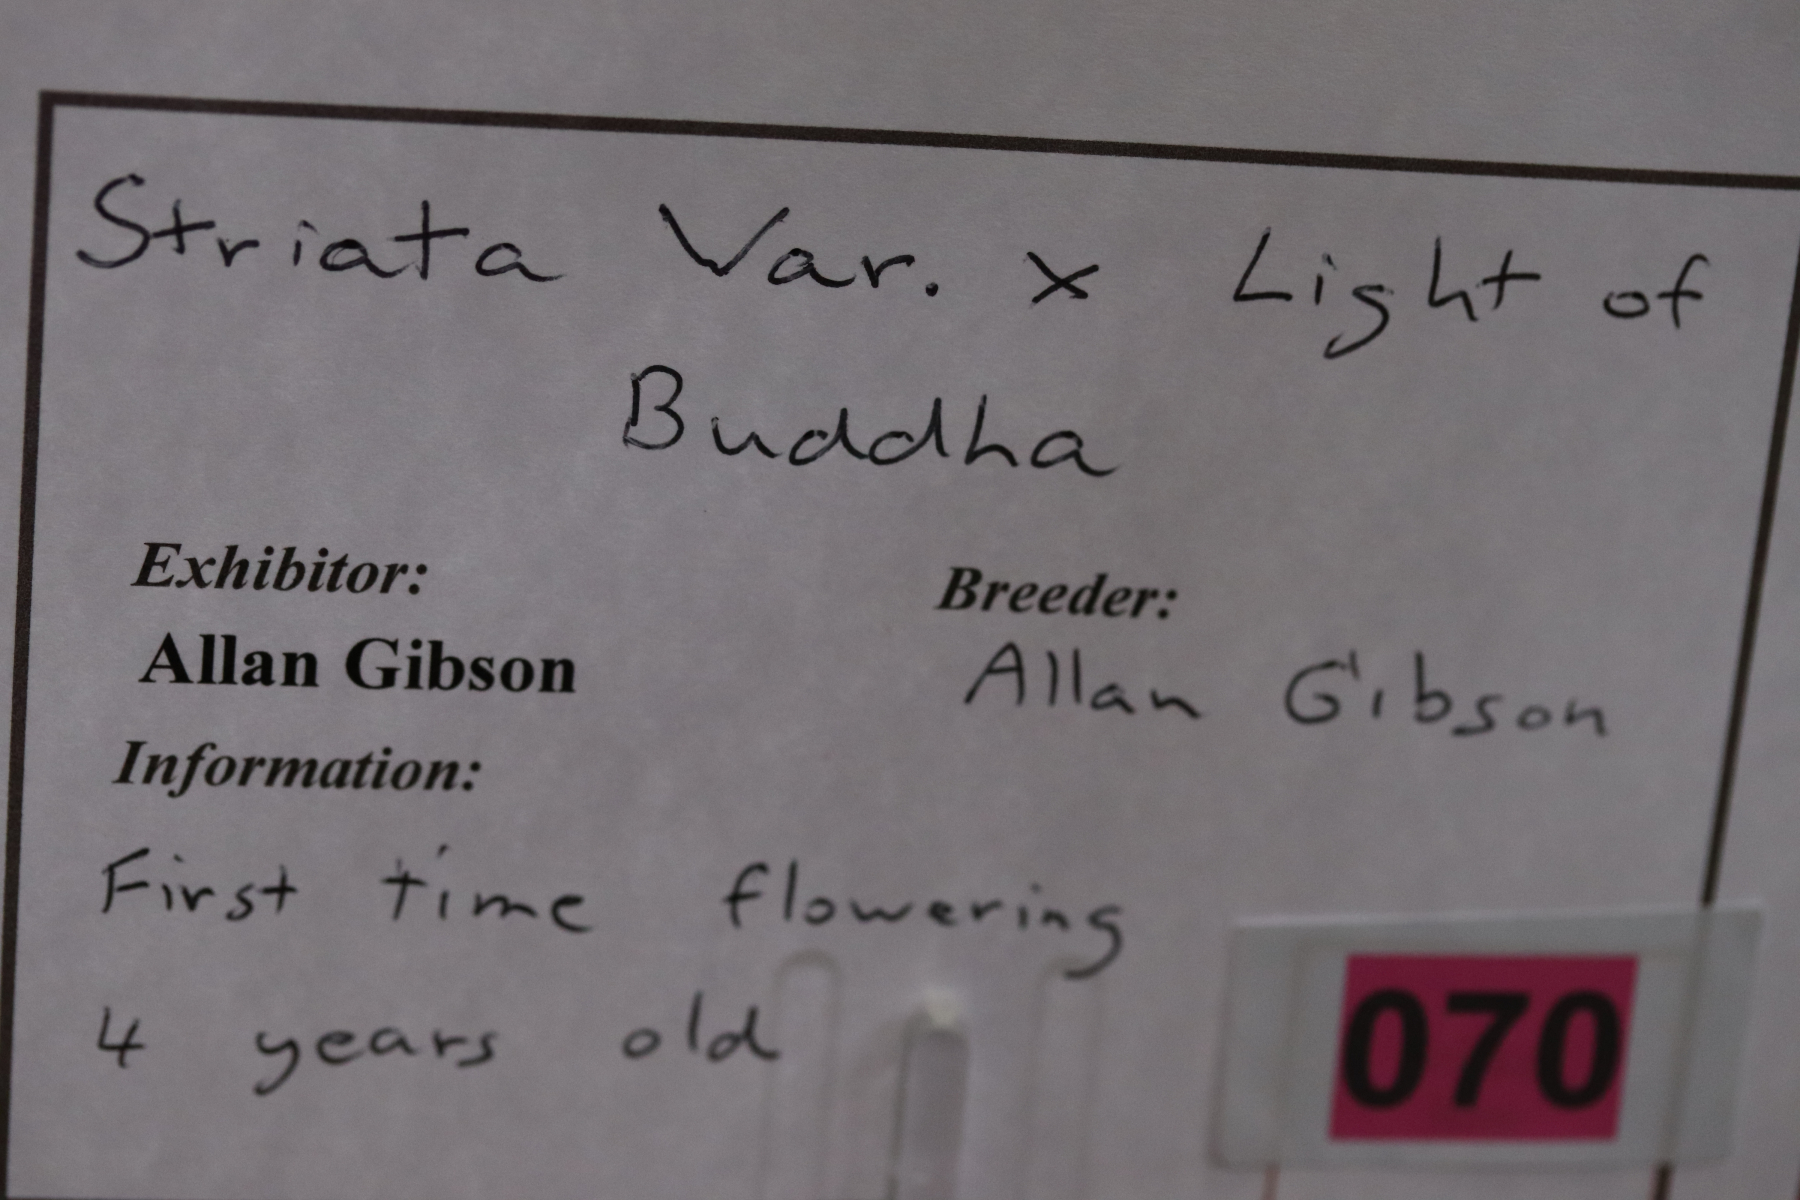 Striata Var. x Light of
Buddha
Exhibitor:
Breeder:
Allan Gibson
Allan Gibson
Information:
First time flowering
4 years old
070